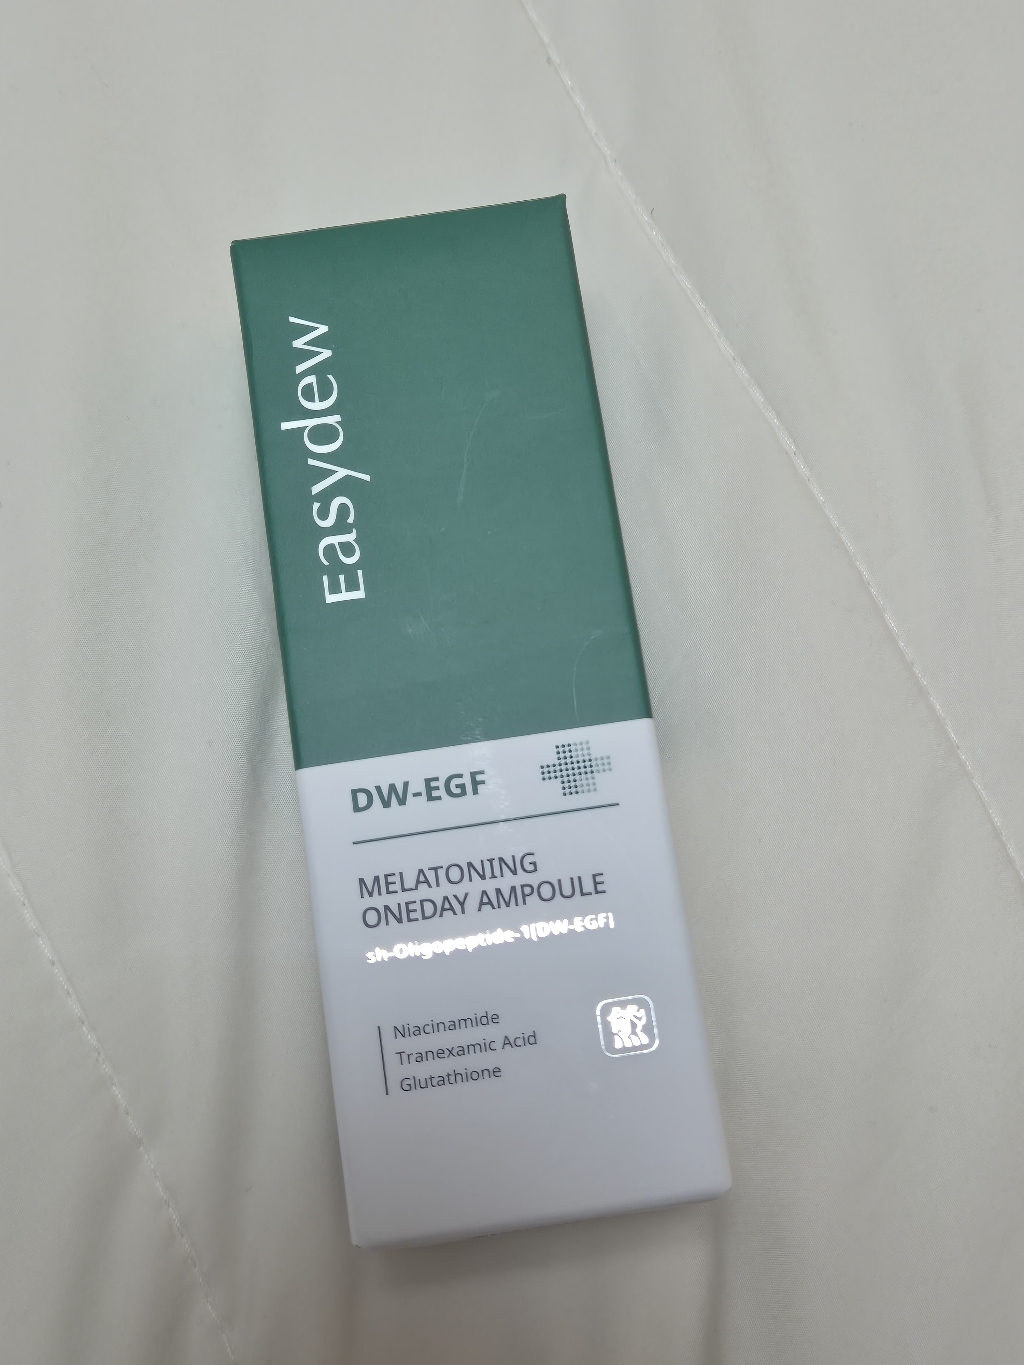 Easydew
DW-EGF
MELATONING
ONEDAY AMPOULE
sh-Oligopeptide-1(DW-EGF)
Niacinamide
Tranexamic Acid
Glutathione